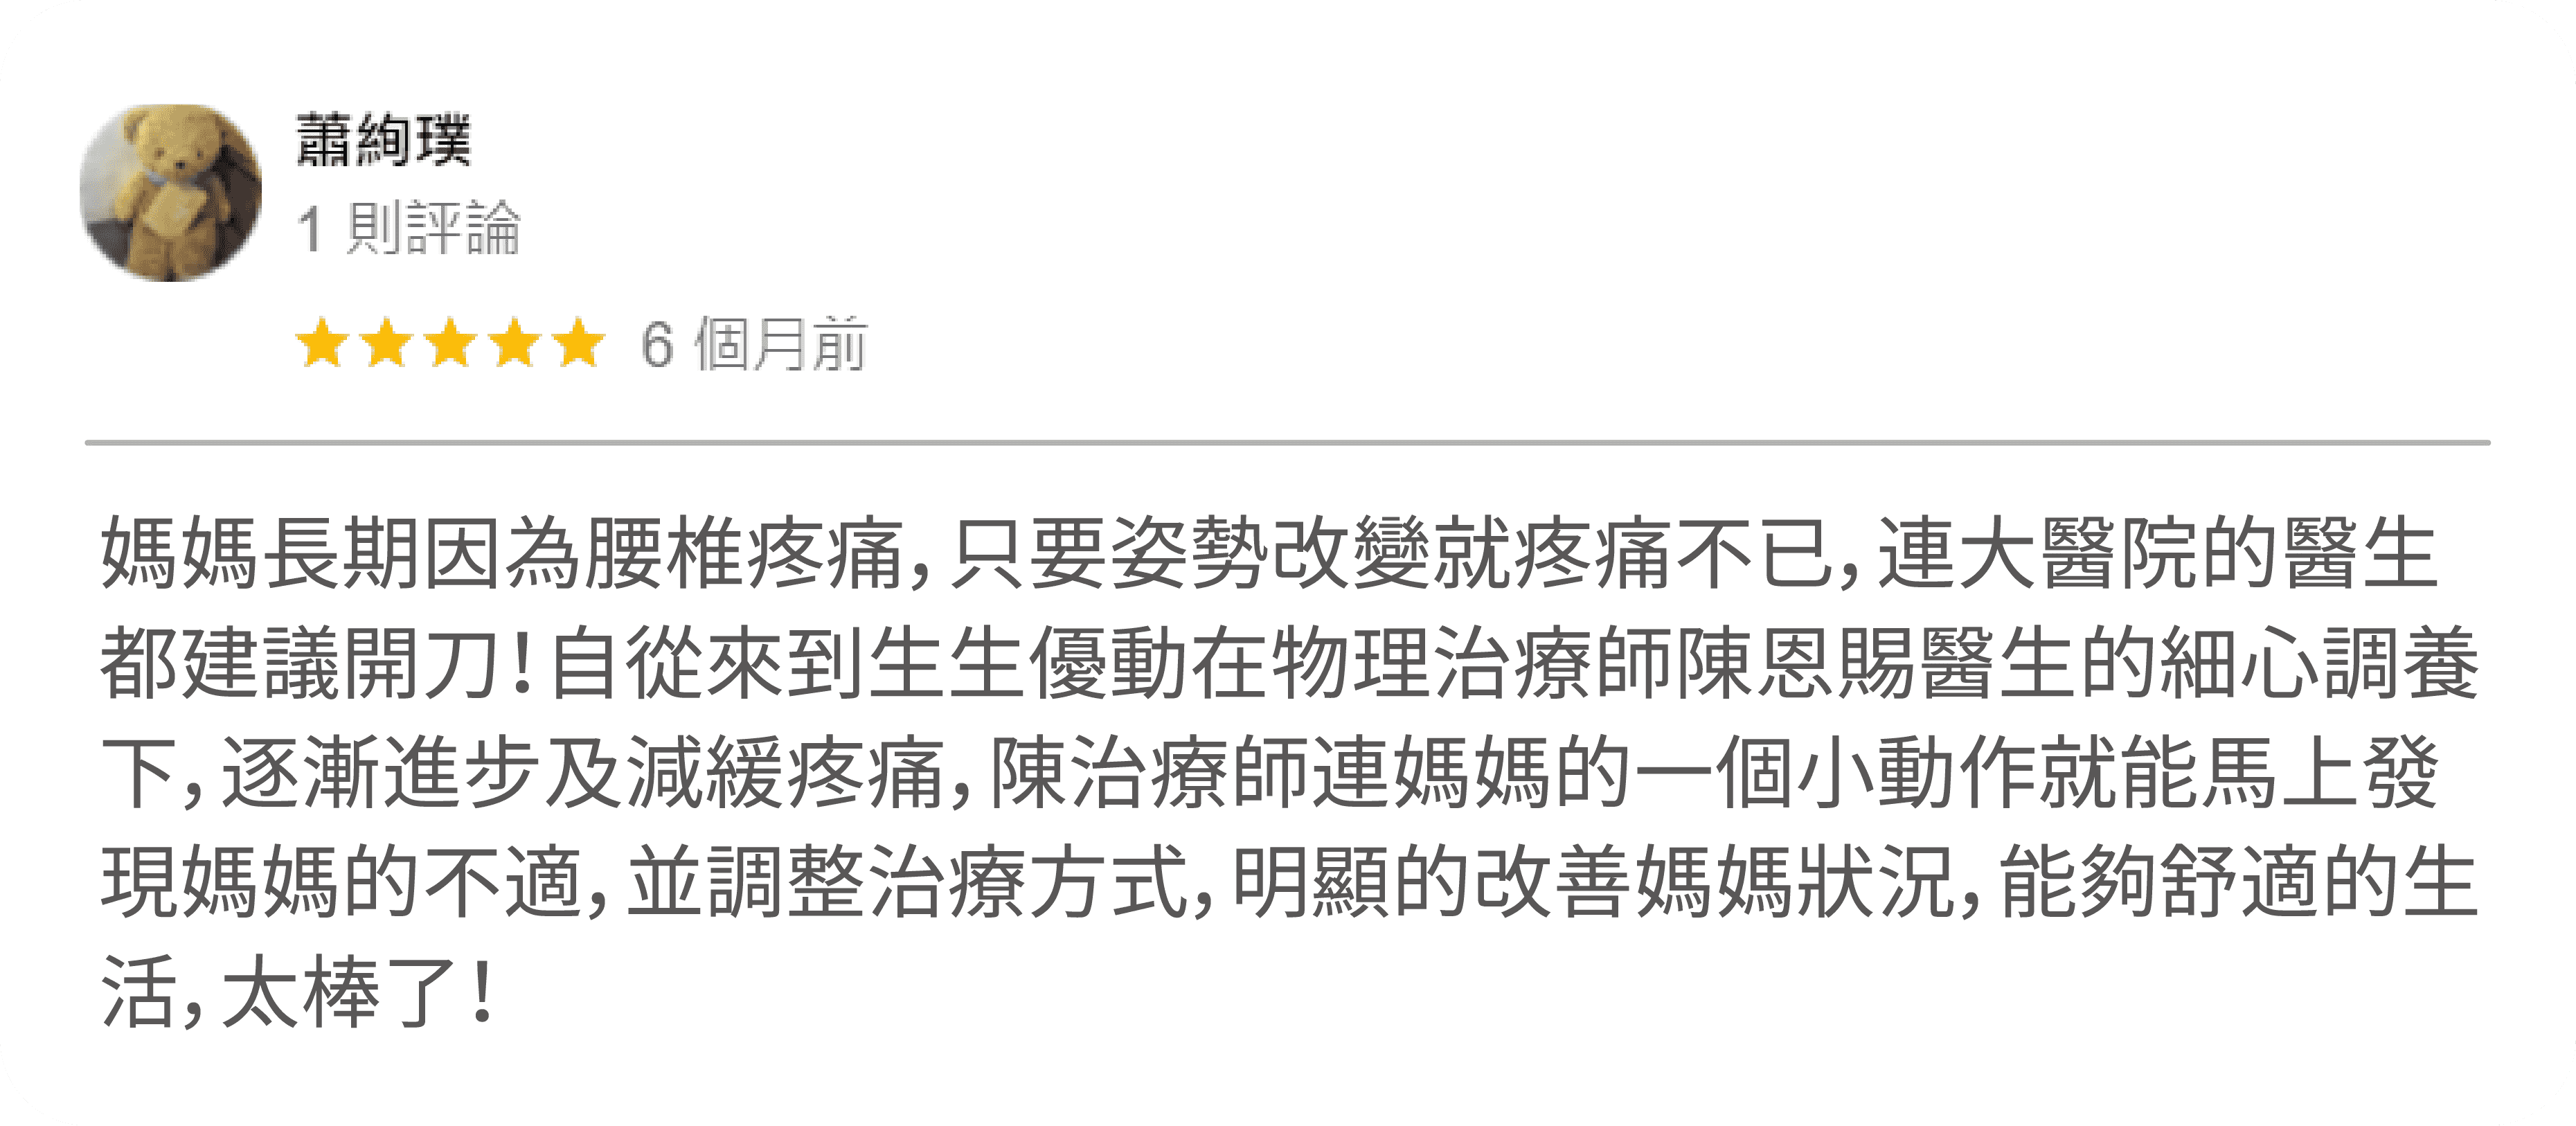 蕭絢璞
1 則評論
6 個月前
媽媽長期因為腰椎疼痛，只要姿勢改變就疼痛不已，連大醫院的醫生
都建議開刀！自從來到生生優動在物理治療師陳恩賜醫生的細心調養
下，逐漸進步及減緩疼痛，陳治療師連媽媽的一個小動作就能馬上發
現媽媽的不適，並調整治療方式，明顯的改善媽媽狀況，能夠舒適的生
活，太棒了！